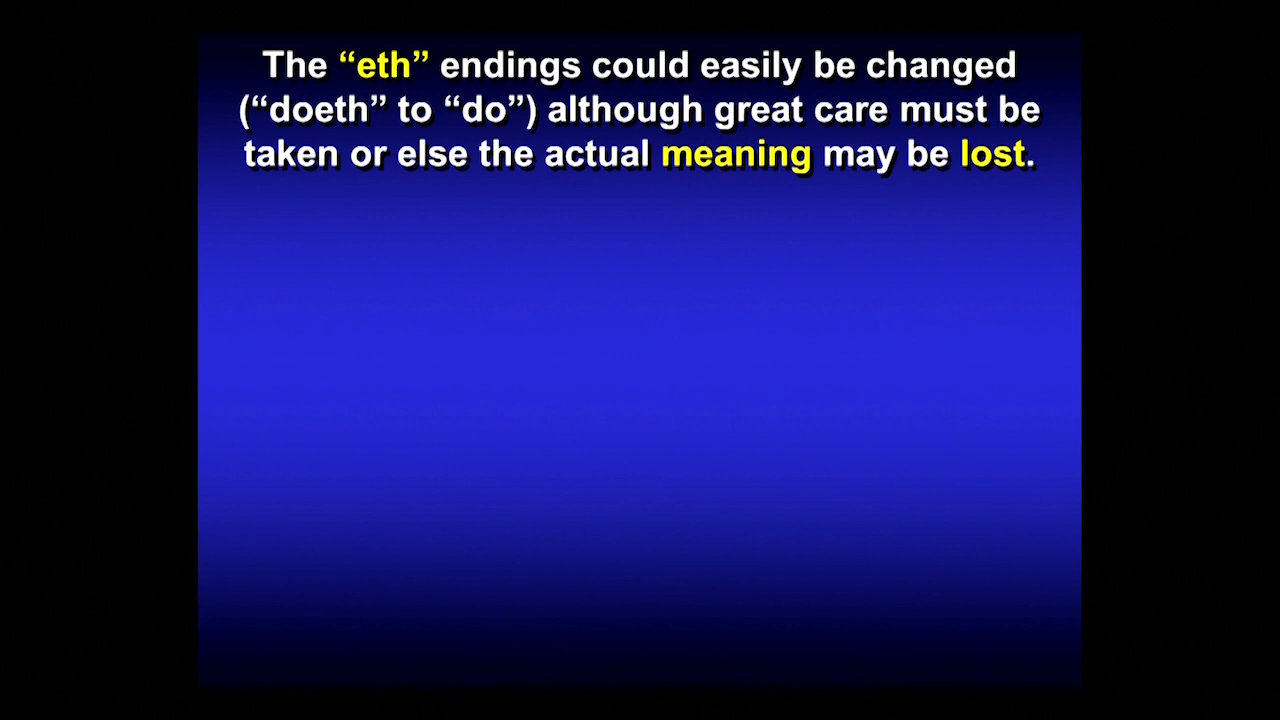 The “eth” endings could easily be changed
(“doeth” to “do”) although great care must be
taken or else the actual meaning may be lost.